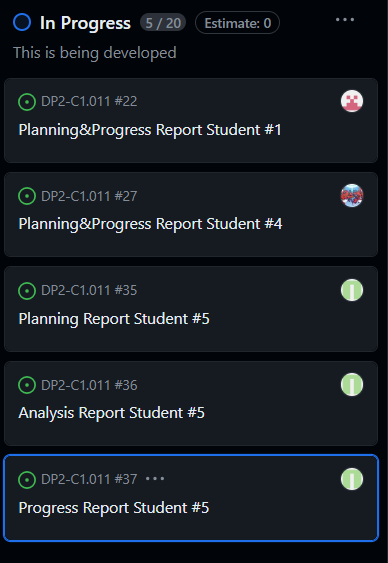 In Progress 5 / 20 Estimate: 0
This is being developed
DP2-C1.011 #22
Planning&Progress Report Student #1
DP2-C1.011 #27
Planning&Progress Report Student #4
DP2-C1.011 #35
Planning Report Student #5
DP2-C1.011 #36
Analysis Report Student #5
DP2-C1.011 #37
Progress Report Student #5